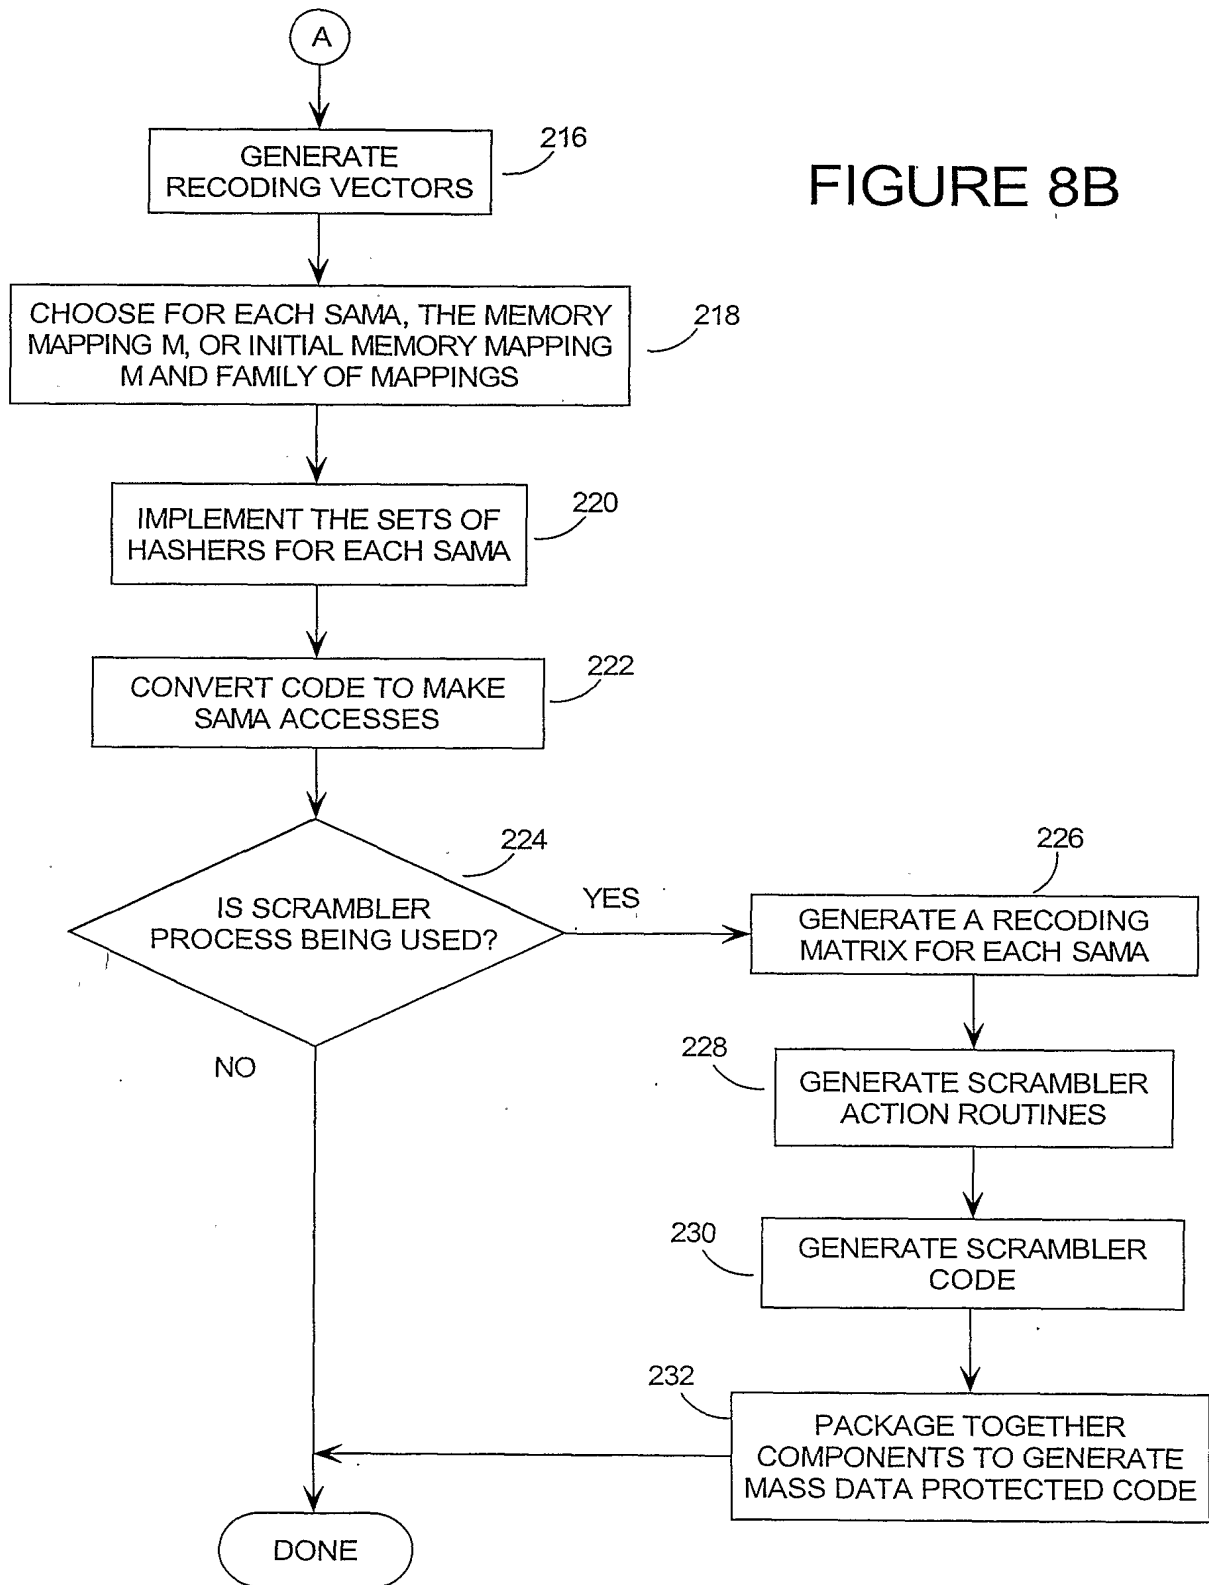 A
216
GENERATE
RECODING VECTORS
FIGURE 8B
218
CHOOSE FOR EACH SAMA, THE MEMORY
MAPPING M, OR INITIAL MEMORY MAPPING
M AND FAMILY OF MAPPINGS
220
IMPLEMENT THE SETS OF
HASHERS FOR EACH SAMA
222
CONVERT CODE TO MAKE
SAMA ACCESSES
224
IS SCRAMBLER
PROCESS BEING USED?
YES
NO
226
GENERATE A RECODING
MATRIX FOR EACH SAMA
228
GENERATE SCRAMBLER
ACTION ROUTINES
230
GENERATE SCRAMBLER
CODE
232
PACKAGE TOGETHER
COMPONENTS TO GENERATE
MASS DATA PROTECTED CODE
DONE